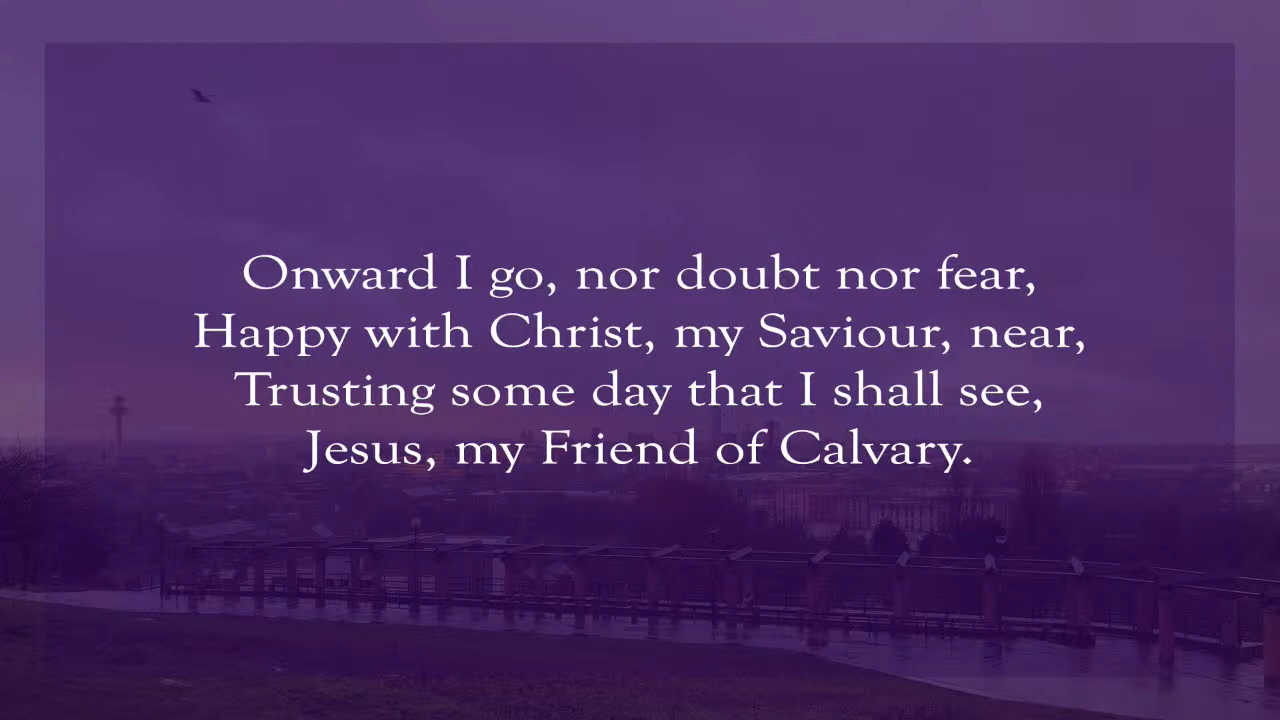 Onward I go, nor doubt nor fear,
Happy with Christ, my Saviour, near,
Trusting some day that I shall see,
Jesus, my Friend of Calvary.